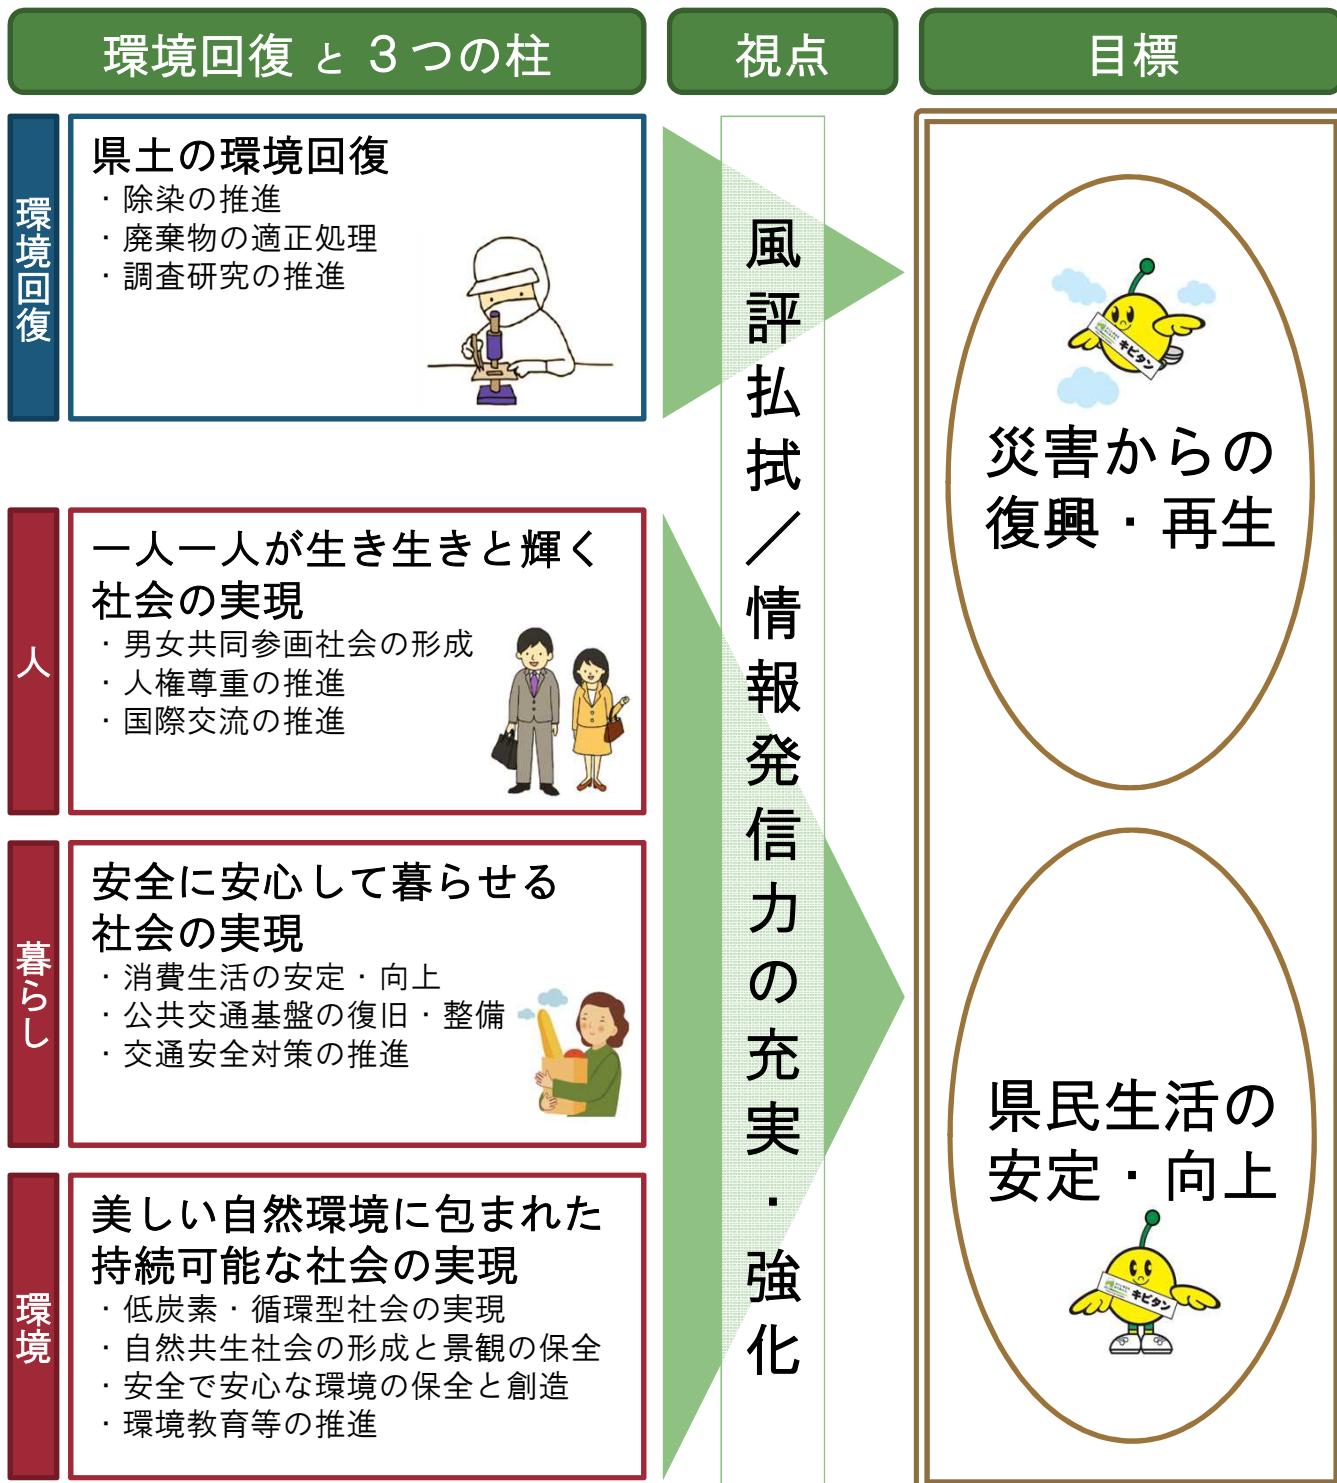 環境回復 と ３つの柱
視点
目標
環境回復
県土の環境回復
・除染の推進
・廃棄物の適正処理
・調査研究の推進
人
一人一人が生き生きと輝く
社会の実現
・男女共同参画社会の形成
・人権尊重の推進
・国際交流の推進
暮らし
安全に安心して暮らせる
社会の実現
・消費生活の安定・向上
・公共交通基盤の復旧・整備
・交通安全対策の推進
環境
美しい自然環境に包まれた
持続可能な社会の実現
・低炭素・循環型社会の実現
・自然共生社会の形成と景観の保全
・安全で安心な環境の保全と創造
・環境教育等の推進
風評払拭／情報発信力の充実・強化
キビタン
災害からの
復興・再生
県民生活の
安定・向上
キビタン